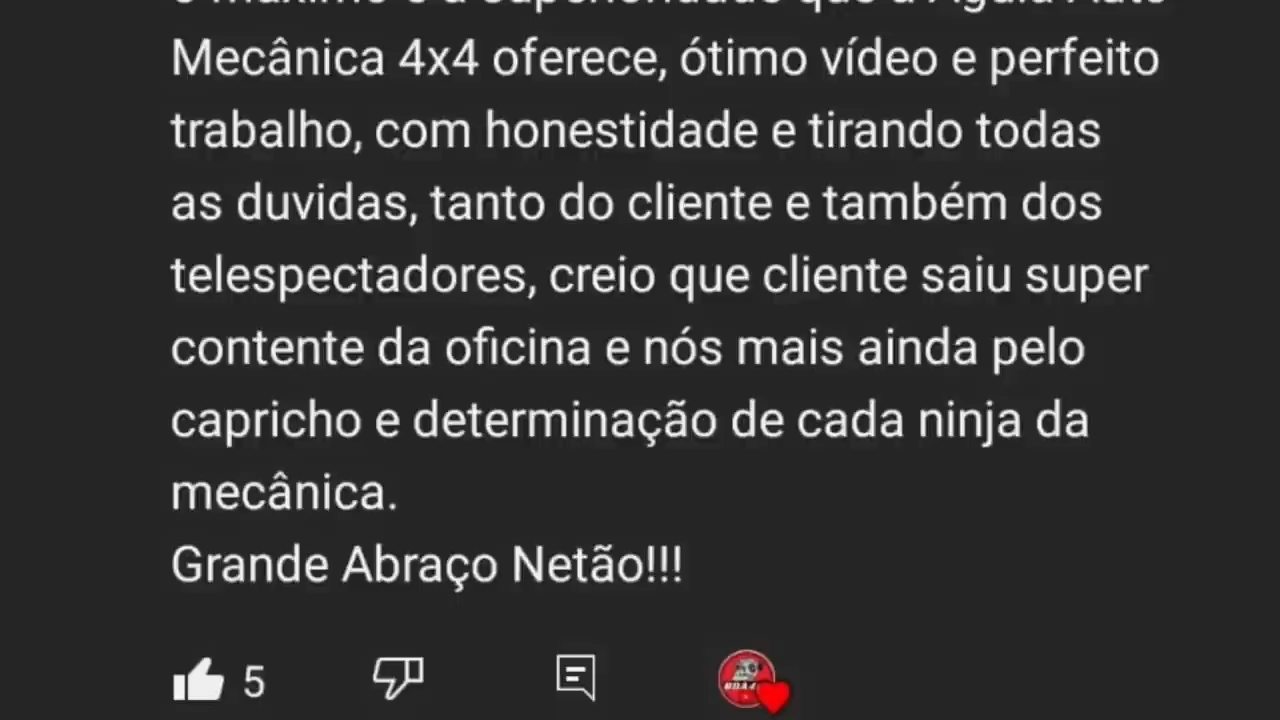 Mecânica 4x4 oferece, ótimo vídeo e perfeito
trabalho, com honestidade e tirando todas
as duvidas, tanto do cliente e também dos
telespectadores, creio que cliente saiu super
contente da oficina e nós mais ainda pelo
capricho e determinação de cada ninja da
mecânica.
Grande Abraço Netão!!!
5